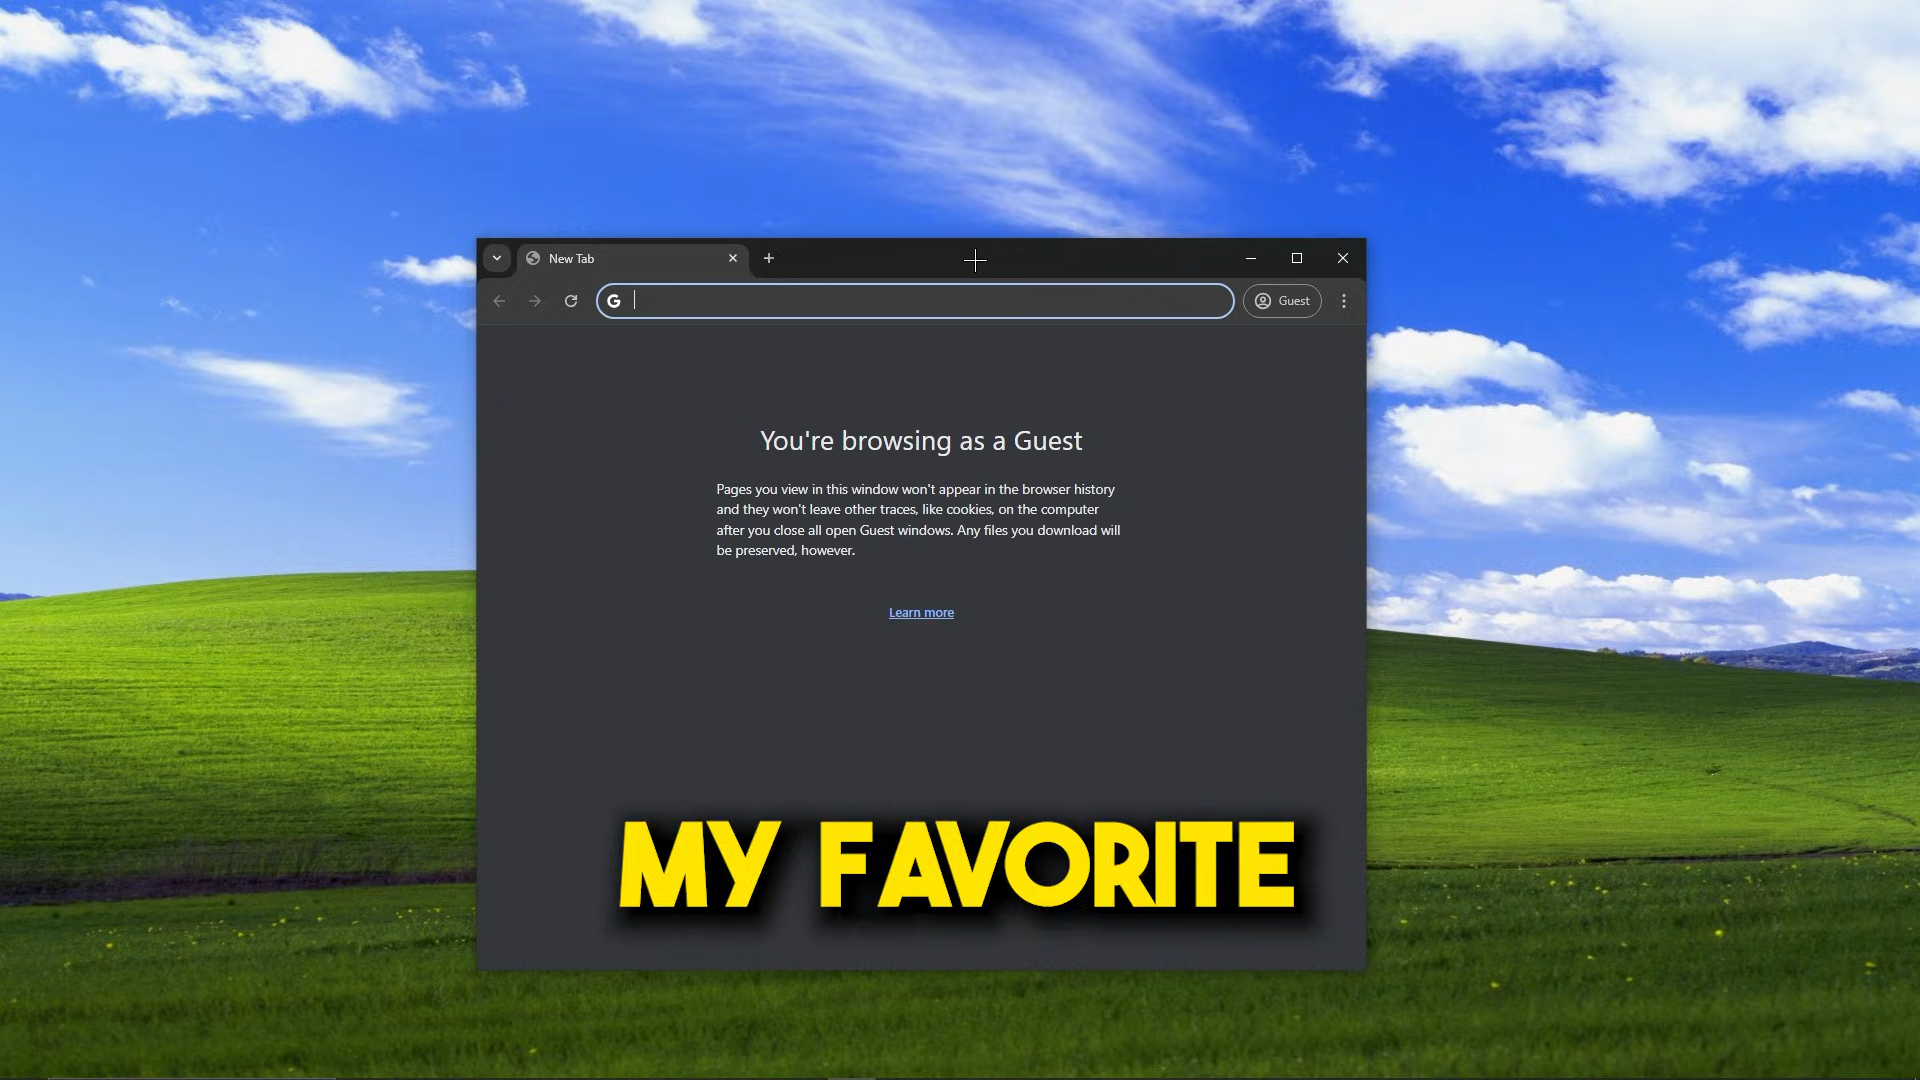 New Tab
Guest
You're browsing as a Guest
Pages you view in this window won't appear in the browser history
and they won't leave other traces, like cookies, on the computer
after you close all open Guest windows. Any files you download will
be preserved, however.
Learn more
MY FAVORITE